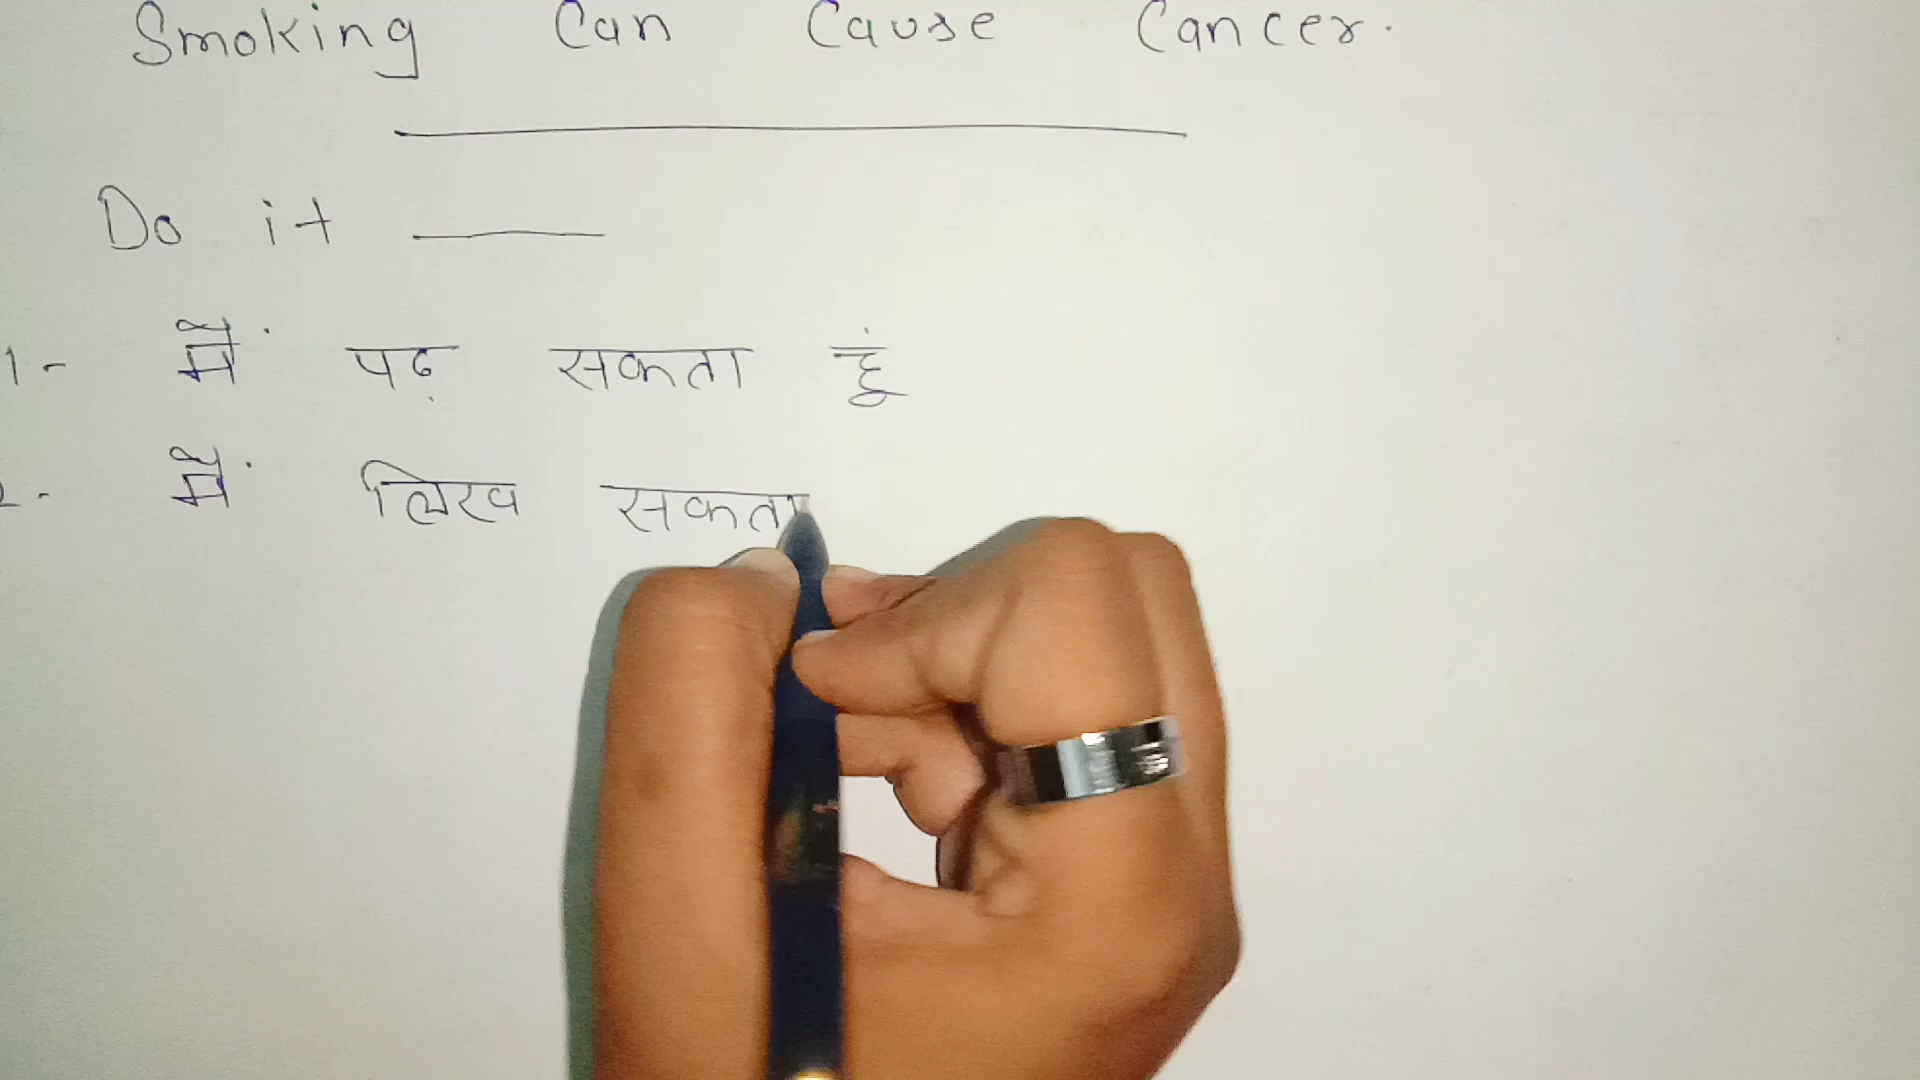 Smoking Can Cause Cancer.
Do it
1- मैं पढ़ सकता हूं
2- मैं लिख सकता